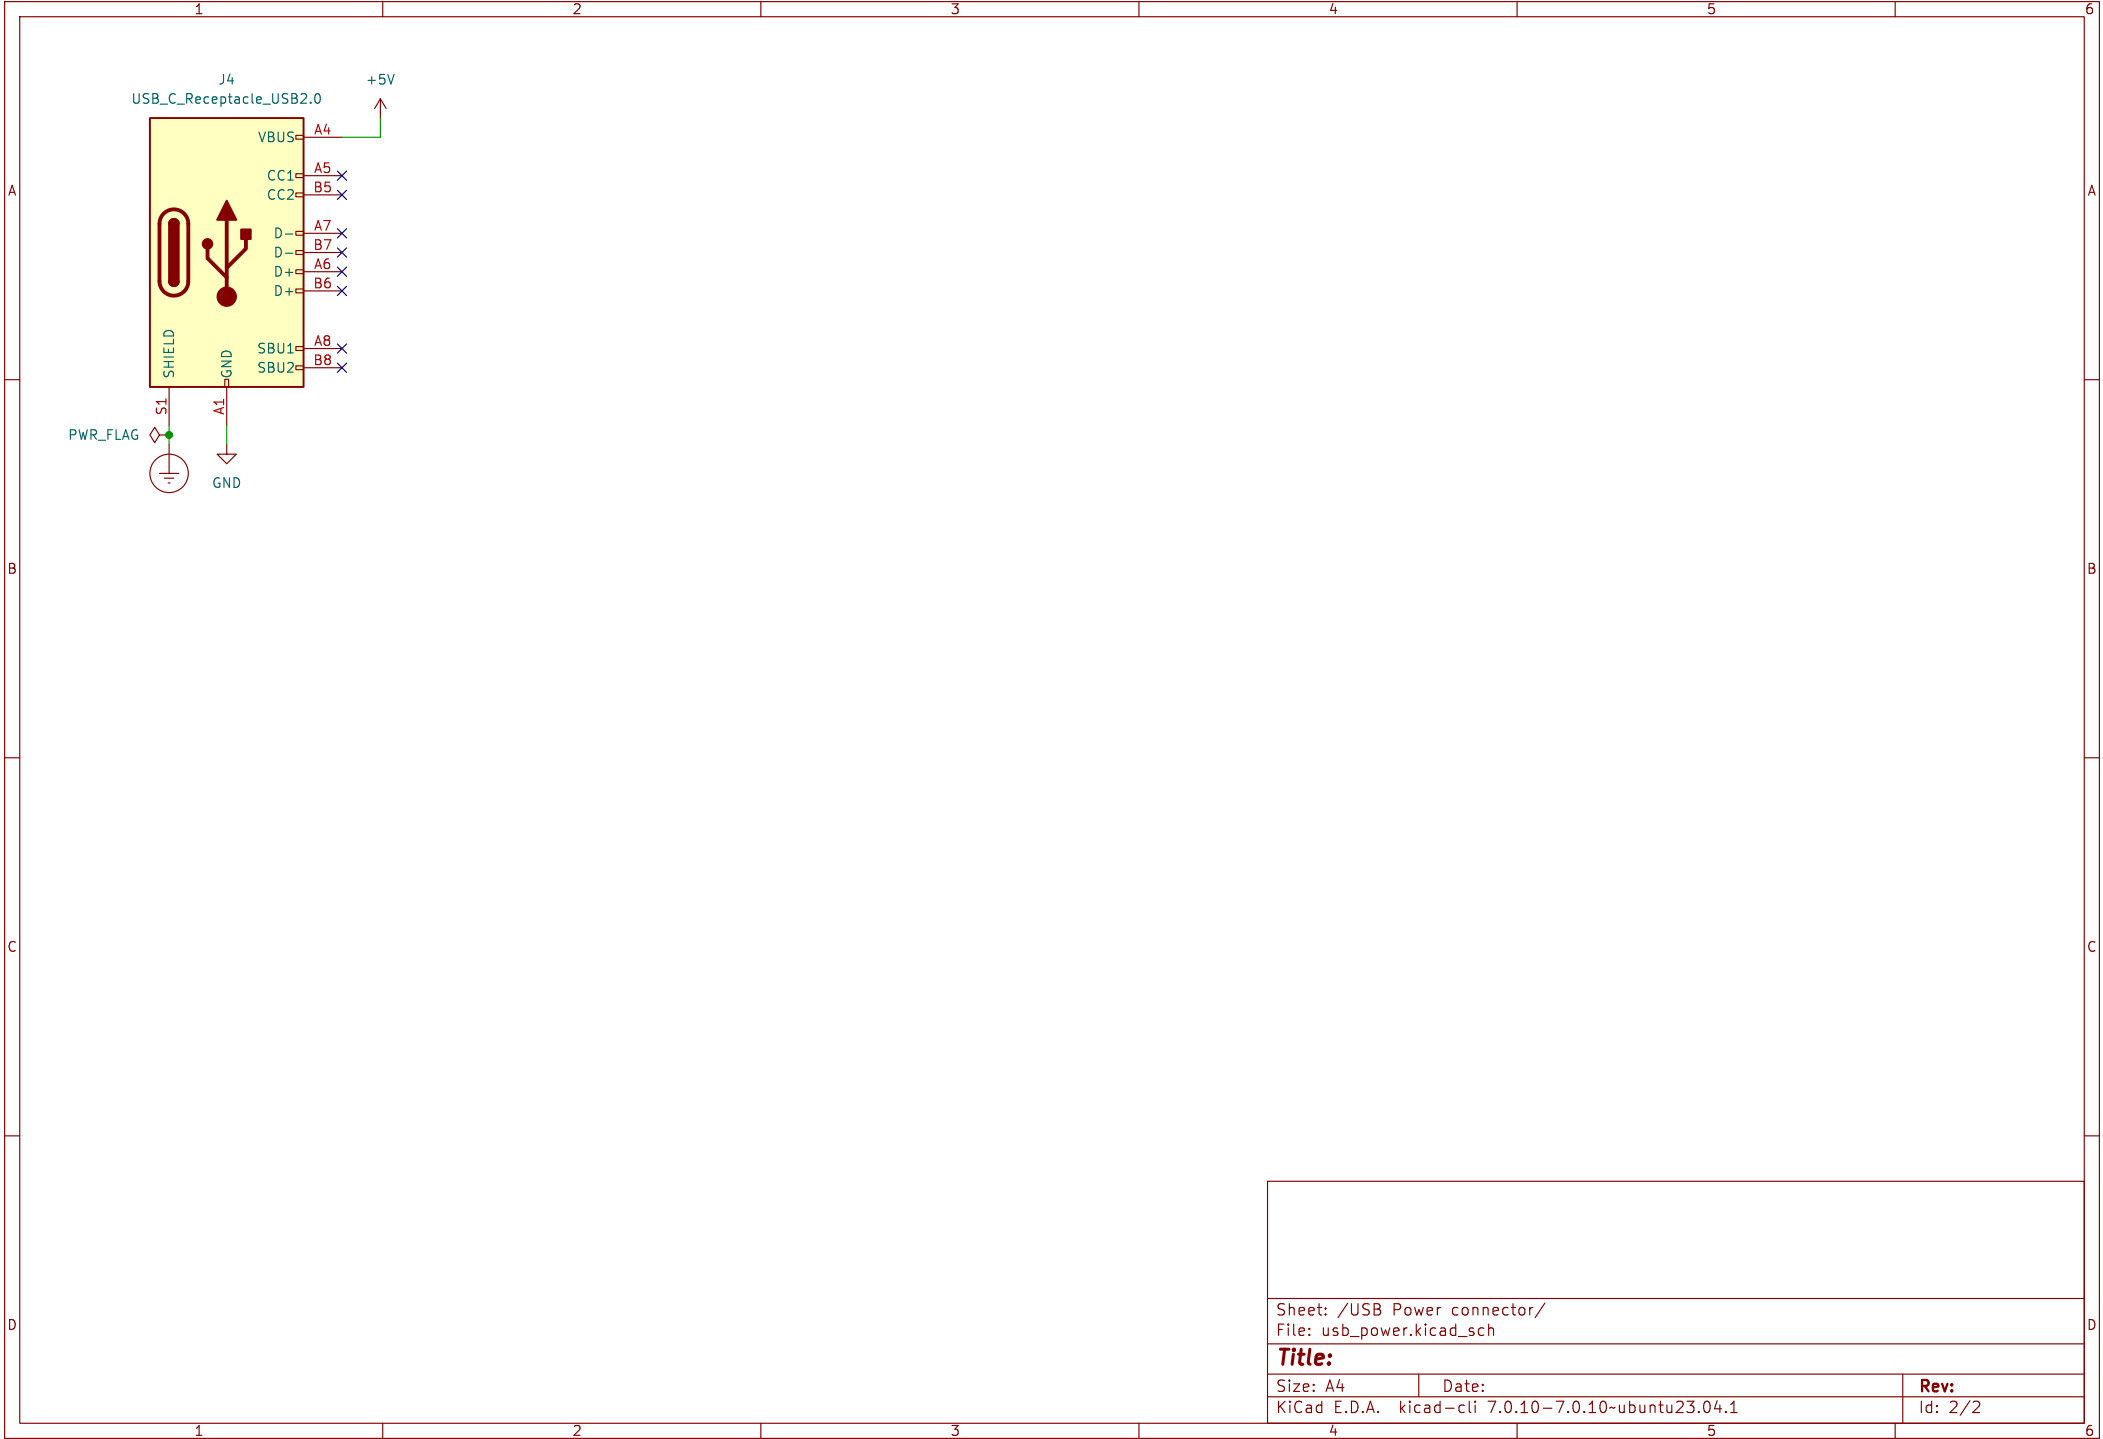 1 2 3 4 5 6
J4
+5V
USB_C_Receptacle_USB2.0
VBUS A4
CC1 A5
CC2 B5
A A
D- A7
D- B7
D+ A6
D+ B6
SBU1 A8
SBU2 B8
SHIELD
GND
S1
A1
PWR_FLAG
GND
B B
C C
Sheet: /USB Power connector/
File: usb_power.kicad_sch
D D
Title:
Size: A4 Date: Rev:
KiCad E.D.A. kicad-cli 7.0.10-7.0.10~ubuntu23.04.1 Id: 2/2
1 2 3 4 5 6